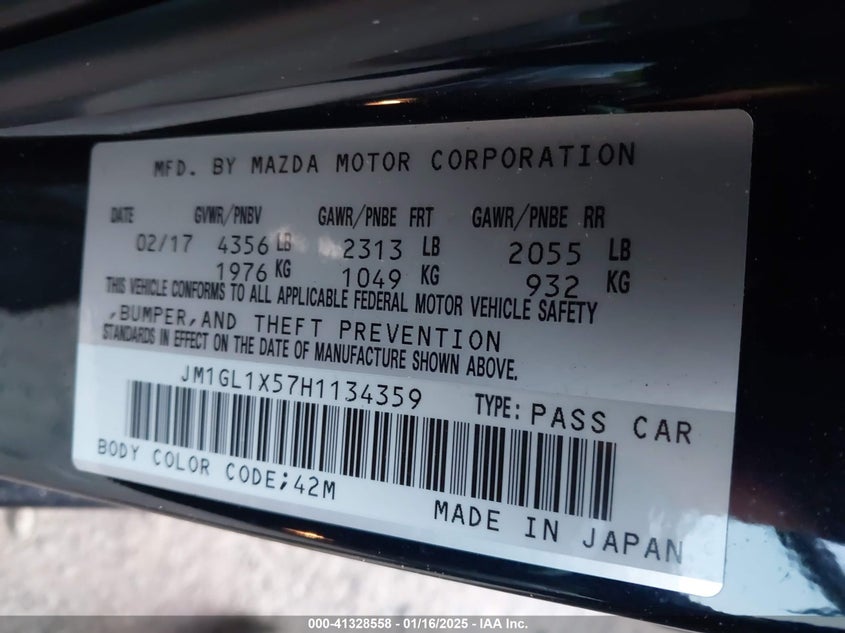 MFD. BY MAZDA MOTOR CORPORATION
DATE GVWR/PNBV GAWR/PNBE FRT GAWR/PNBE RR
02/17 4356 LB 2313 LB 2055 LB
1976 KG 1049 KG 932 KG
THIS VEHICLE CONFORMS TO ALL APPLICABLE FEDERAL MOTOR VEHICLE SAFETY
,BUMPER,AND THEFT PREVENTION
STANDARDS IN EFFECT ON THE DATE OF MANUFACTURE SHOWN ABOVE.
JM1GL1X57H1134359 TYPE: PASS CAR
BODY COLOR CODE;42M
MADE IN JAPAN
000-41328558 - 01/16/2025 - IAA Inc.